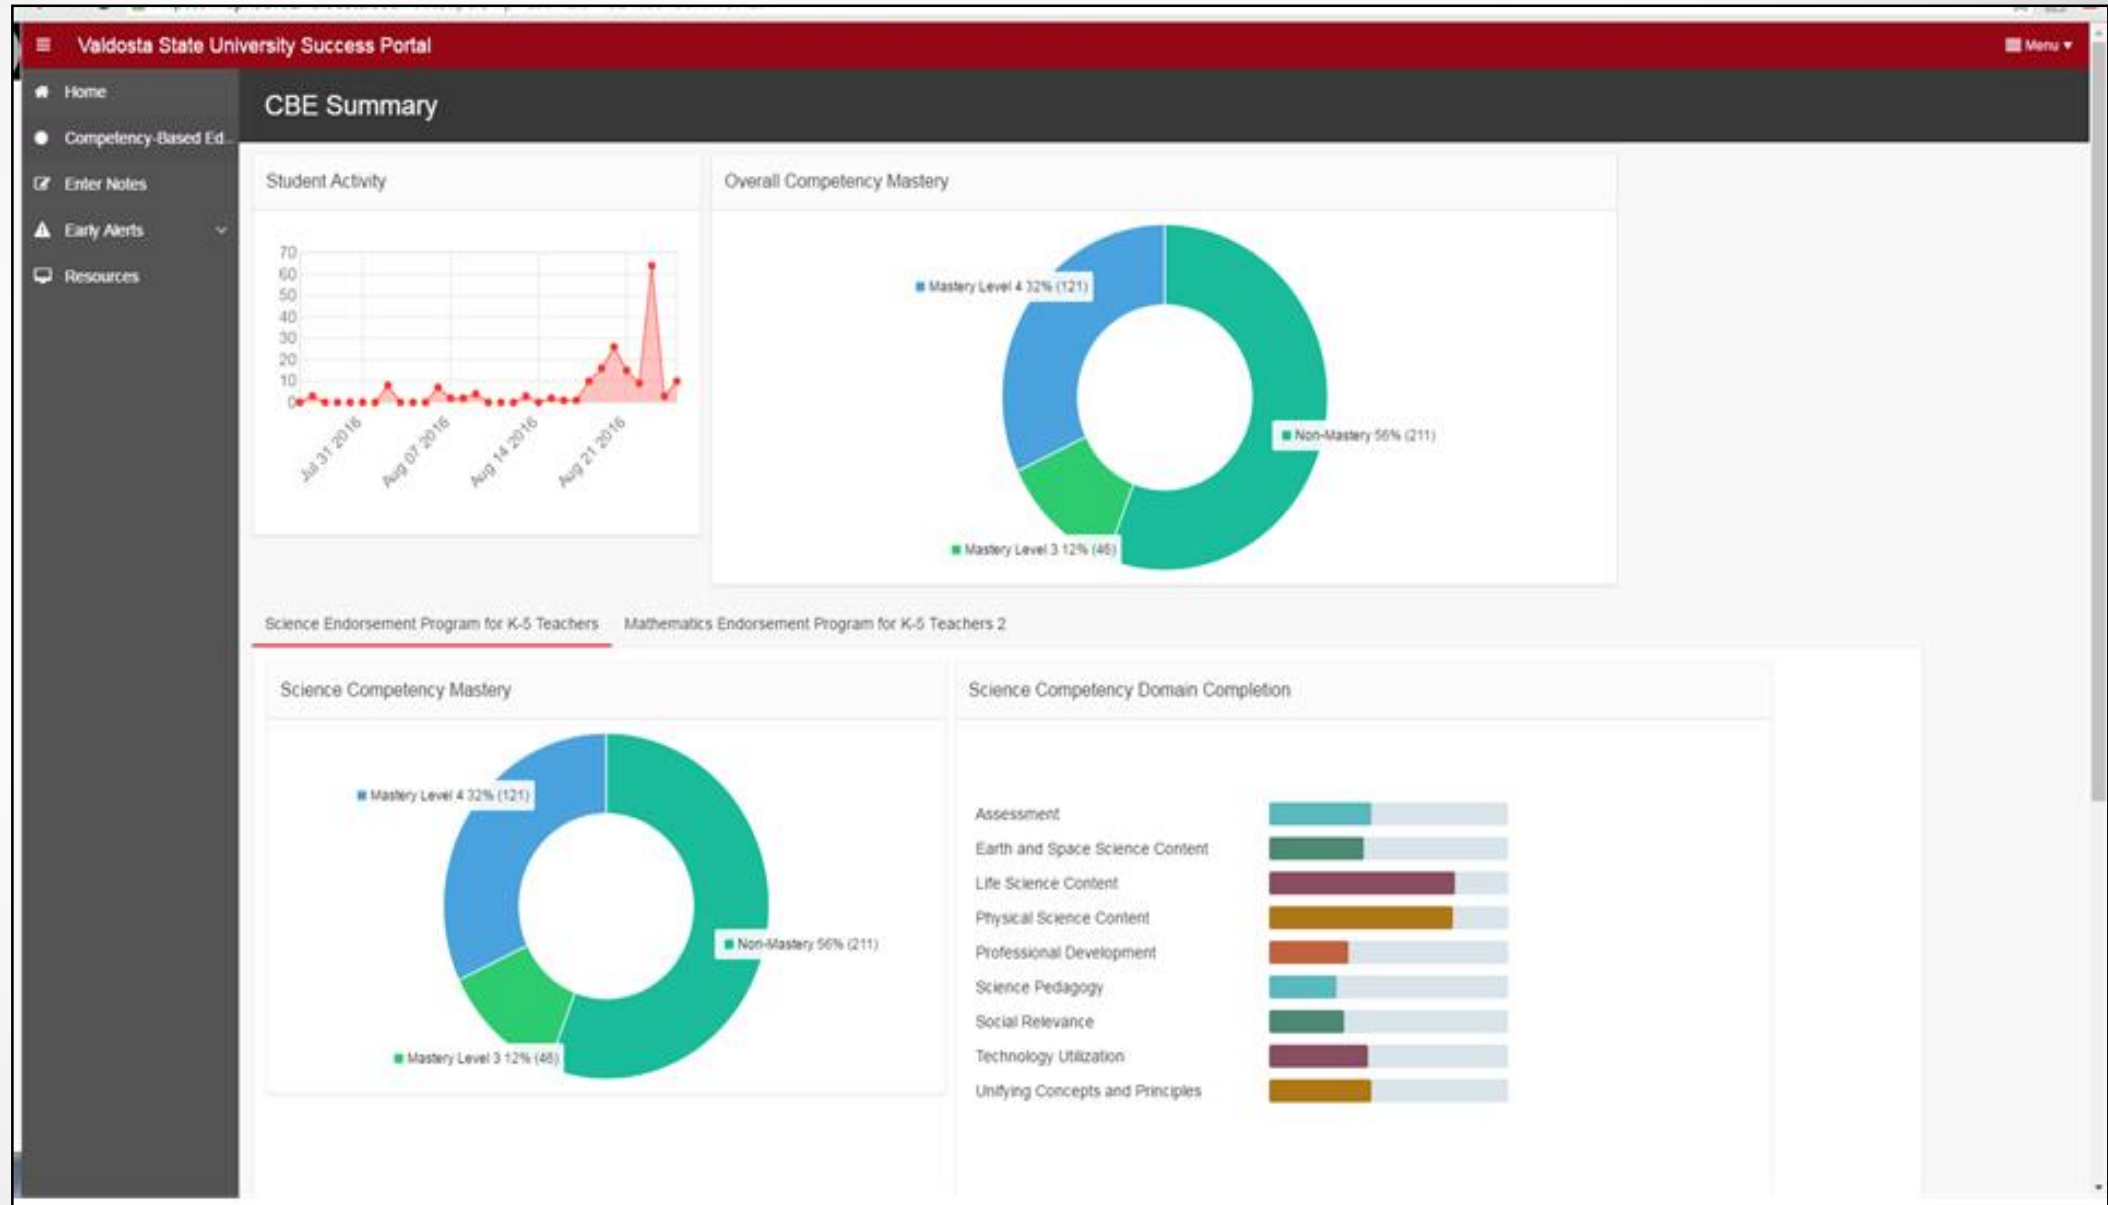 Valdosta State University Success Portal
Menu
Home
Competency-Based Ed...
Enter Notes
Early Alerts
Resources
CBE Summary
Student Activity
70
60
50
40
30
20
10
0
Jul 31 2016
Aug 07 2016
Aug 14 2016
Aug 21 2016
Overall Competency Mastery
Mastery Level 4 32% (121)
Non-Mastery 56% (211)
Mastery Level 3 12% (46)
Science Endorsement Program for K-5 Teachers
Mathematics Endorsement Program for K-5 Teachers 2
Science Competency Mastery
Mastery Level 4 32% (121)
Non-Mastery 56% (211)
Mastery Level 3 12% (46)
Science Competency Domain Completion
Assessment
Earth and Space Science Content
Life Science Content
Physical Science Content
Professional Development
Science Pedagogy
Social Relevance
Technology Utilization
Unifying Concepts and Principles